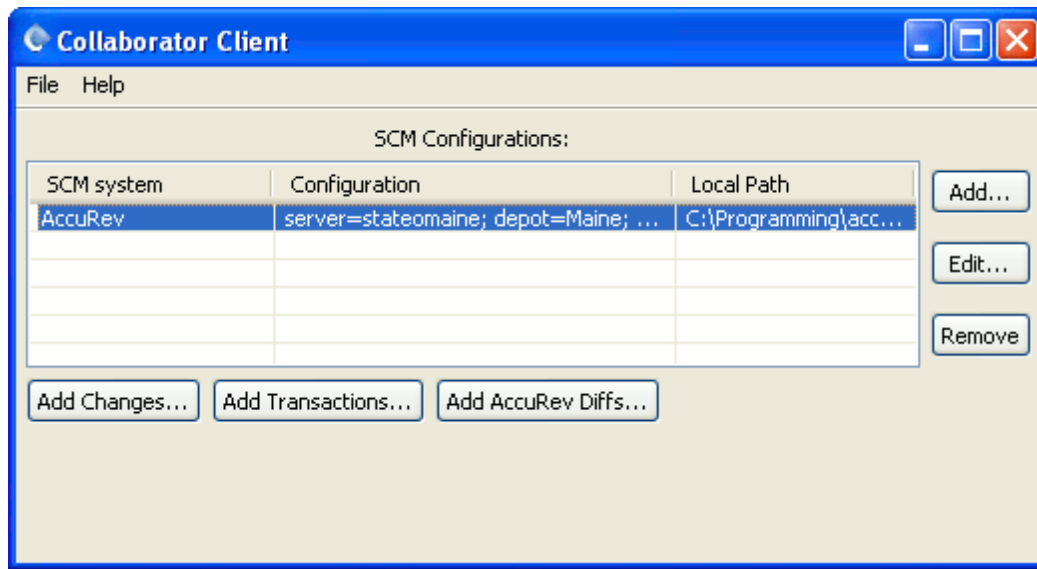 Collaborator Client
File Help
SCM Configurations:
SCM system Configuration Local Path
AccuRev server=stateomaine; depot=Maine; ... C:\Programming\acc...
Add...
Edit...
Remove
Add Changes... Add Transactions... Add AccuRev Diffs...